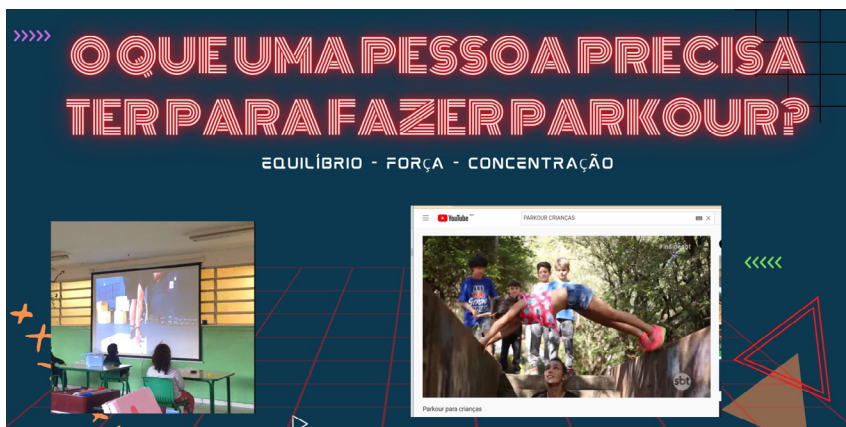 O QUE UMA PESSOA PRECISA
TER PARA FAZER PARKOUR?
EQUILÍBRIO - FORÇA - CONCENTRAÇÃO
YouTube
PARKOUR CRIANÇAS
sbt
Parkour para crianças